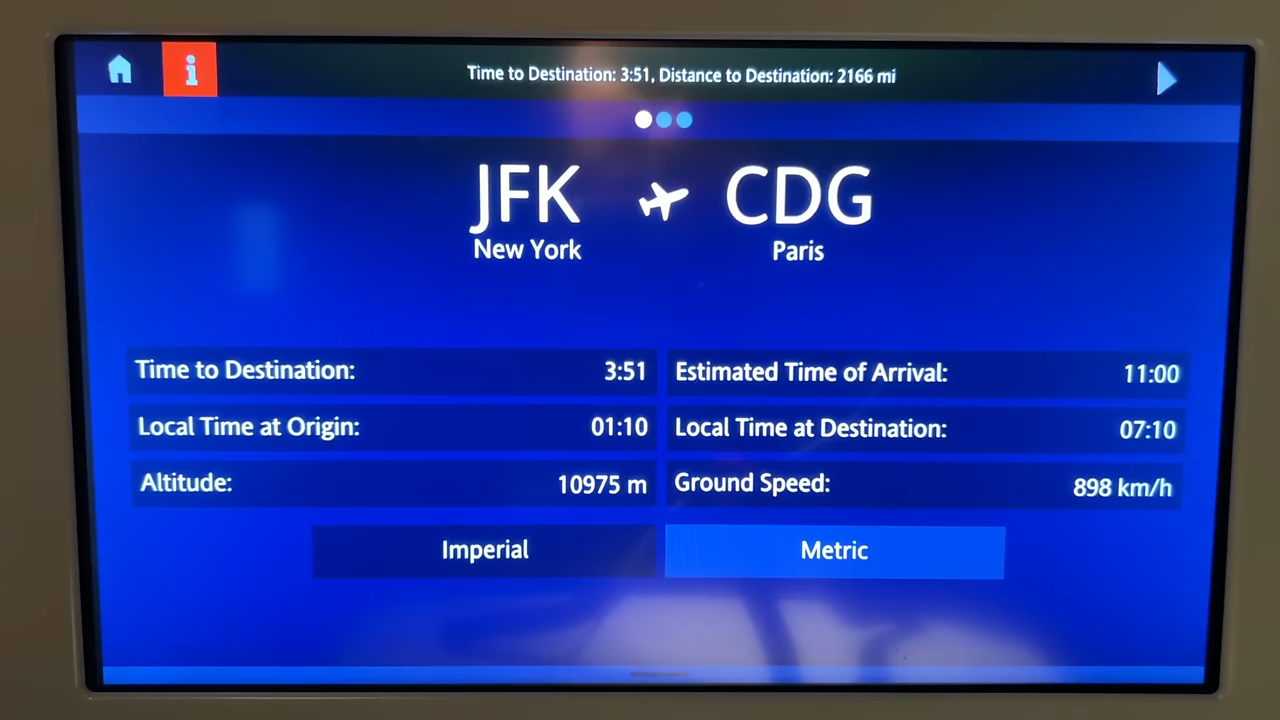 Time to Destination: 3:51, Distance to Destination: 2166 mi
JFK CDG
New York Paris
Time to Destination: 3:51 Estimated Time of Arrival: 11:00
Local Time at Origin: 01:10 Local Time at Destination: 07:10
Altitude: 10975 m Ground Speed: 898 km/h
Imperial Metric